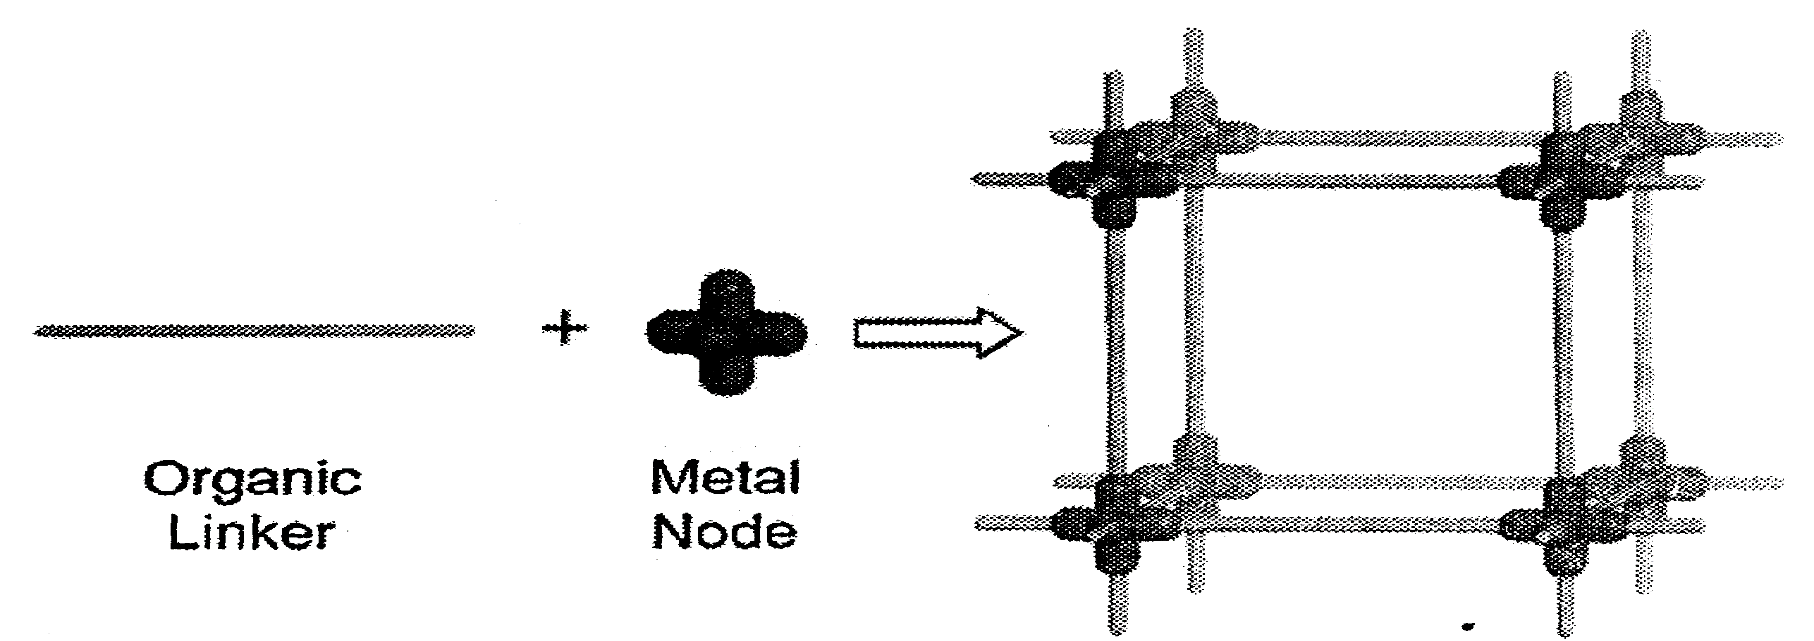 +
Organic
Linker
Metal
Node